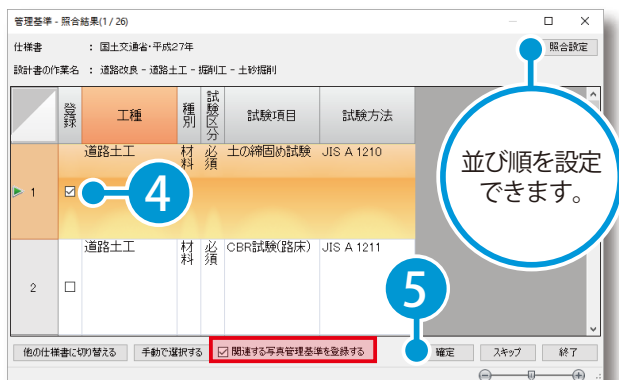 管理基準 - 照合結果(1 / 26)
仕様書 : 国土交通省・平成27年
照合設定
設計書の作業名 : 道路改良 - 道路土工 - 掘削工 - 土砂掘削
登録 工種 種別 試験区分 試験項目 試験方法
1 道路土工 材料 必須 土の締固め試験 JIS A 1210
4
並び順を設定
できます。
2 道路土工 材料 必須 CBR試験(路床) JIS A 1211
5
他の仕様書に切り替える 手動で選択する 関連する写真管理基準を登録する 確定 スキップ 終了